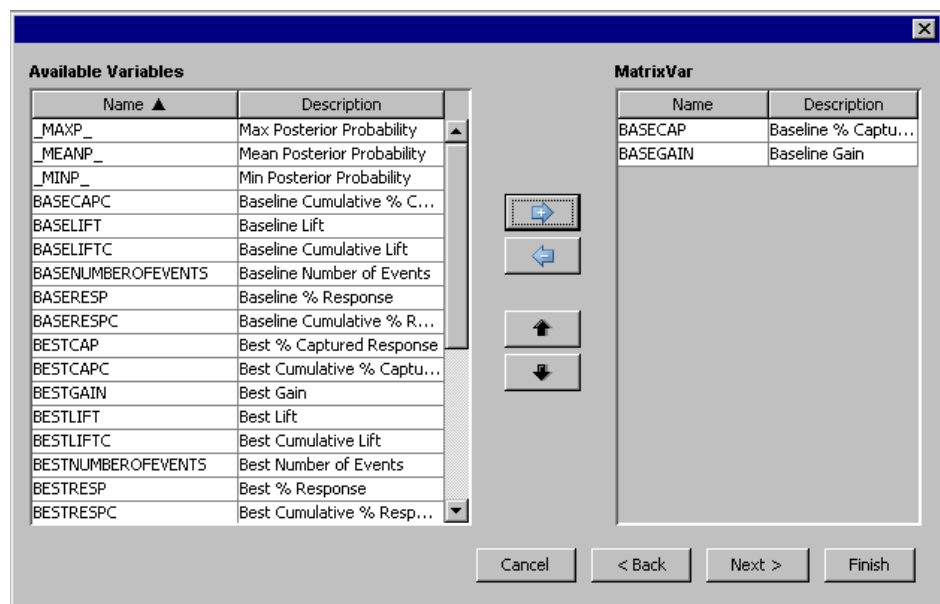 Available Variables
Name ▲ Description
_MAXP_ Max Posterior Probability
_MEANP_ Mean Posterior Probability
_MINP_ Min Posterior Probability
BASECAPC Baseline Cumulative % C...
BASELIFT Baseline Lift
BASELIFTC Baseline Cumulative Lift
BASENUMBEROFEVENTS Baseline Number of Events
BASERESP Baseline % Response
BASERESPC Baseline Cumulative % R...
BESTCAP Best % Captured Response
BESTCAPC Best Cumulative % Captu...
BESTGAIN Best Gain
BESTLIFT Best Lift
BESTLIFTC Best Cumulative Lift
BESTNUMBEROFEVENTS Best Number of Events
BESTRESP Best % Response
BESTRESPC Best Cumulative % Resp...
MatrixVar
Name Description
BASECAP Baseline % Captu...
BASEGAIN Baseline Gain
Cancel < Back Next > Finish